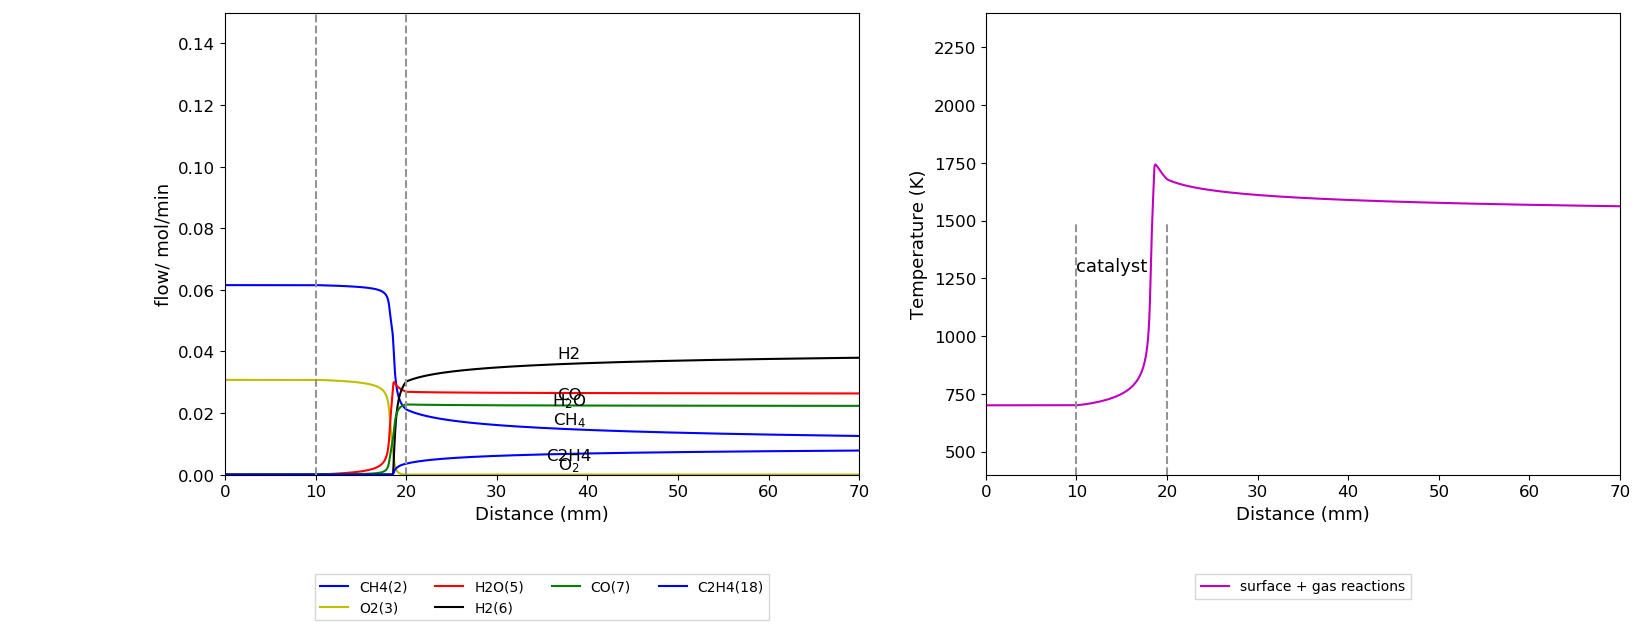 0.14
0.12
0.10
0.08
0.06
0.04
0.02
0.00
flow/ mol/min
H2
CO
H2O
CH4
C2H4
O2
0 10 20 30 40 50 60 70
Distance (mm)
CH4(2) H2O(5) CO(7) C2H4(18)
O2(3) H2(6)
2250
2000
1750
1500
1250
1000
750
500
Temperature (K)
catalyst
0 10 20 30 40 50 60 70
Distance (mm)
surface + gas reactions